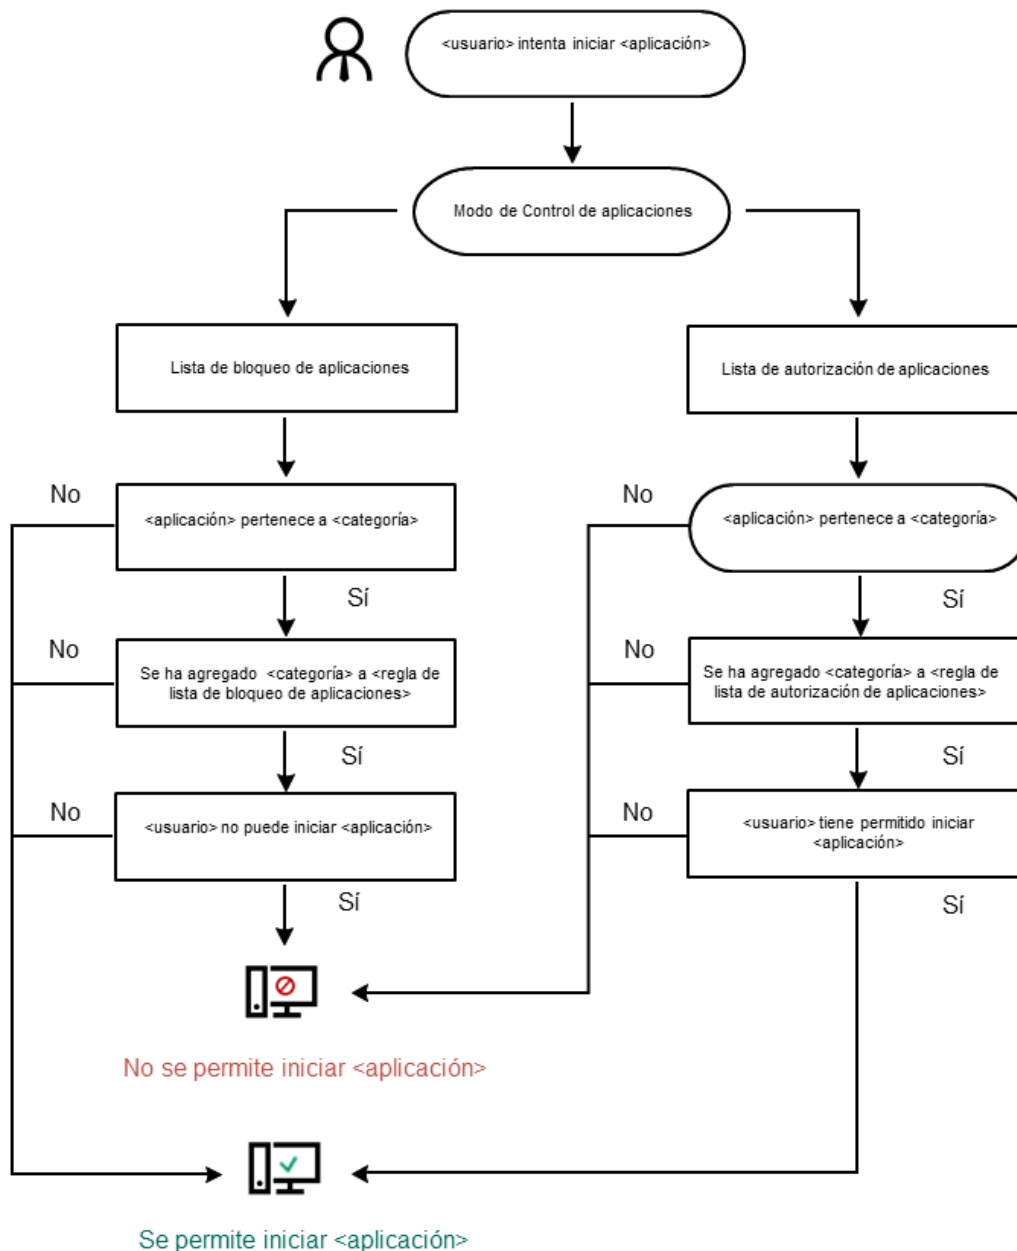 <usuario> intenta iniciar <aplicación>
Modo de Control de aplicaciones
Lista de bloqueo de aplicaciones
Lista de autorización de aplicaciones
No
<aplicación> pertenece a <categoría>
No
<aplicación> pertenece a <categoría>
Sí
Sí
No
Se ha agregado <categoría> a <regla de
lista de bloqueo de aplicaciones>
No
Se ha agregado <categoría> a <regla de
lista de autorización de aplicaciones>
Sí
Sí
No
<usuario> no puede iniciar <aplicación>
No
<usuario> tiene permitido iniciar
<aplicación>
Sí
Sí
No se permite iniciar <aplicación>
Se permite iniciar <aplicación>